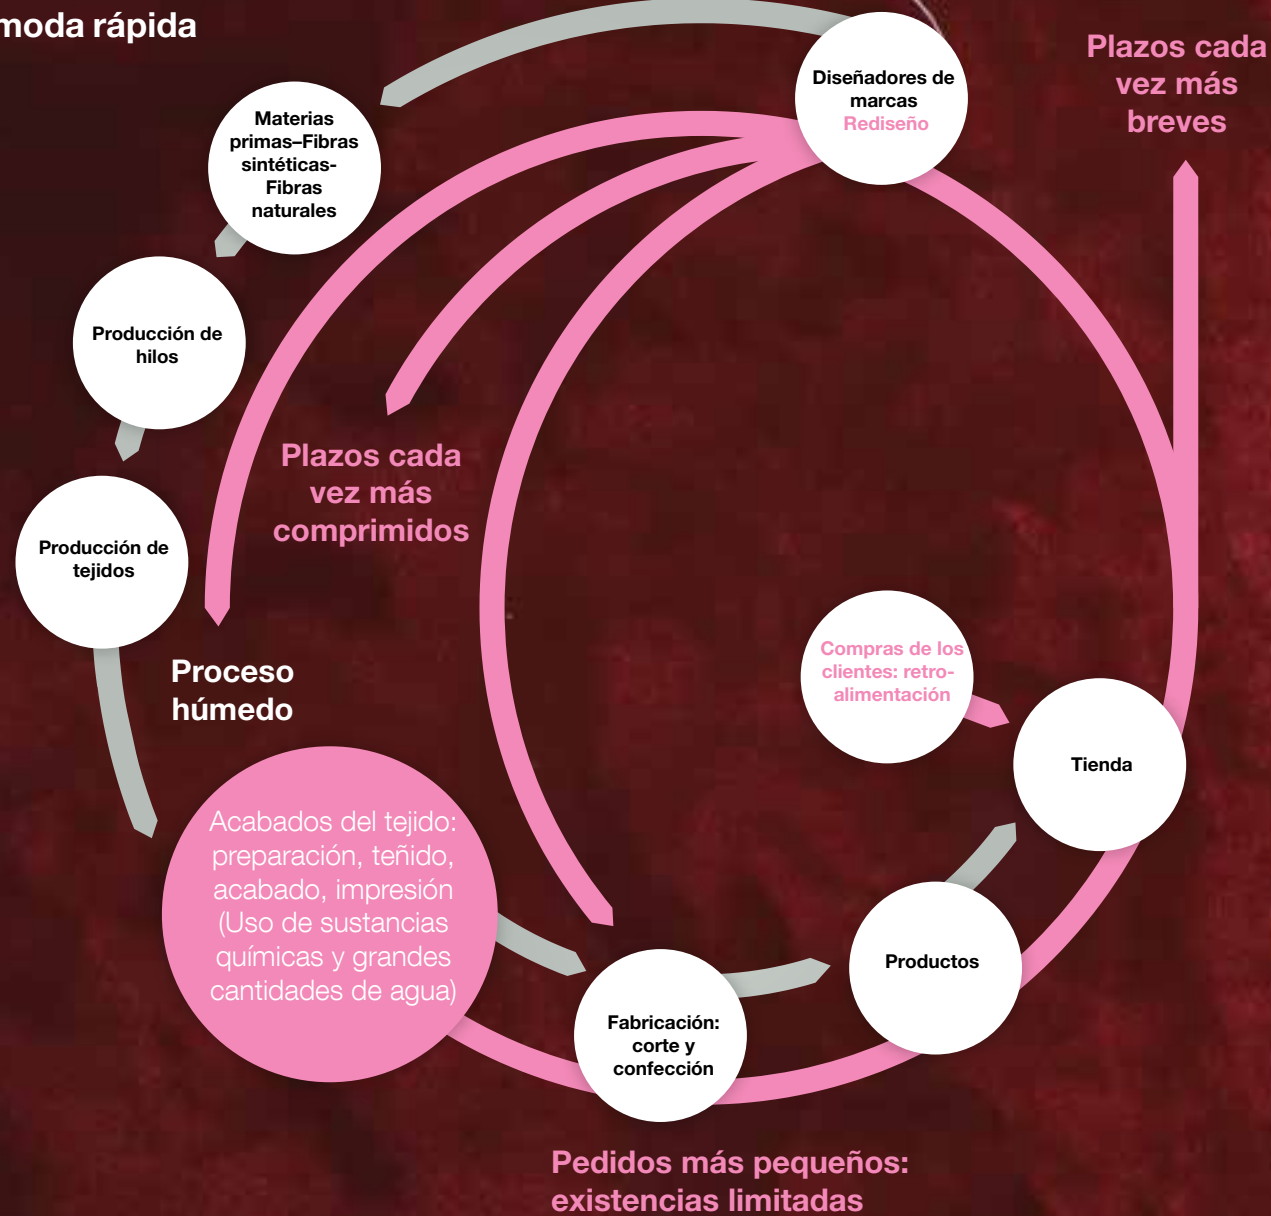 moda rápida
Diseñadores de
marcas
Rediseño
Plazos cada
vez más
breves
Materias
primas–Fibras
sintéticas-
Fibras
naturales
Producción de
hilos
Plazos cada
vez más
comprimidos
Producción de
tejidos
Proceso
húmedo
Compras de los
clientes: retro-
alimentación
Tienda
Acabados del tejido:
preparación, teñido,
acabado, impresión
(Uso de sustancias
químicas y grandes
cantidades de agua)
Productos
Fabricación:
corte y
confección
Pedidos más pequeños:
existencias limitadas